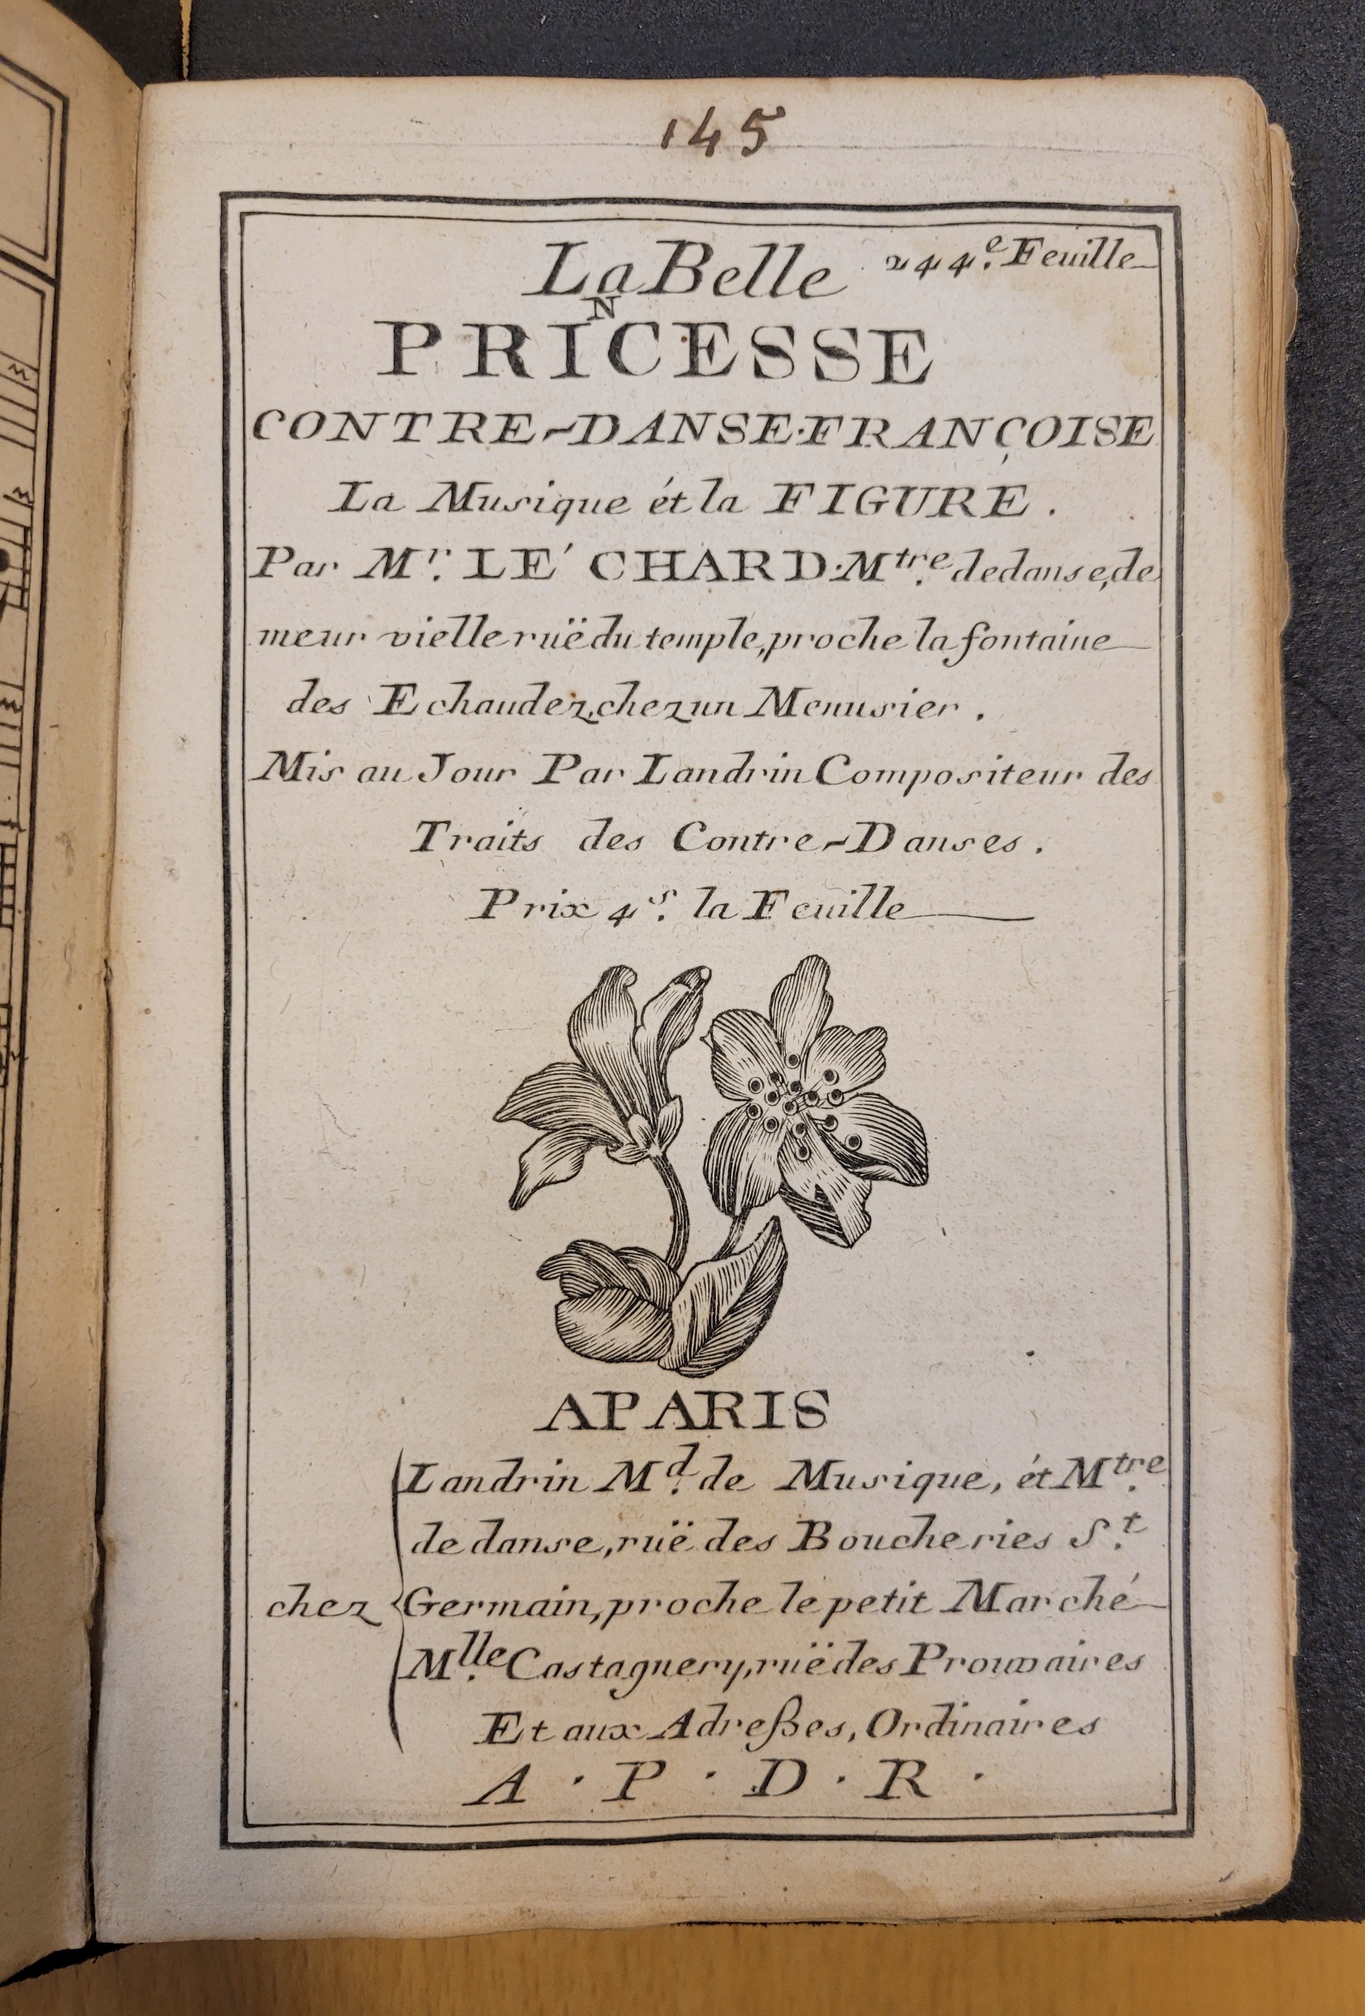 145
La Belle 244.e Feuille
N
PRICESSE
CONTRE-DANSE·FRANÇOISE
La Musique ét la FIGURE.
Par Mr. LE' CHARD·Mtre. de danse, de
meur vielle ruë du temple, proche la fontaine
des Echaudez, chez un Menusier.
Mis au Jour Par Landrin Compositeur des
Traits des Contre-Danses.
Prix 4s. la Feuille
A PARIS
Landrin Md. de Musique, ét Mtre.
de danse, ruë des Boucheries St.
chez Germain, proche le petit Marché
Mlle. Castagnery, ruë des Prouvaires
Et aux Adreßes, Ordinaires
A · P · D · R ·